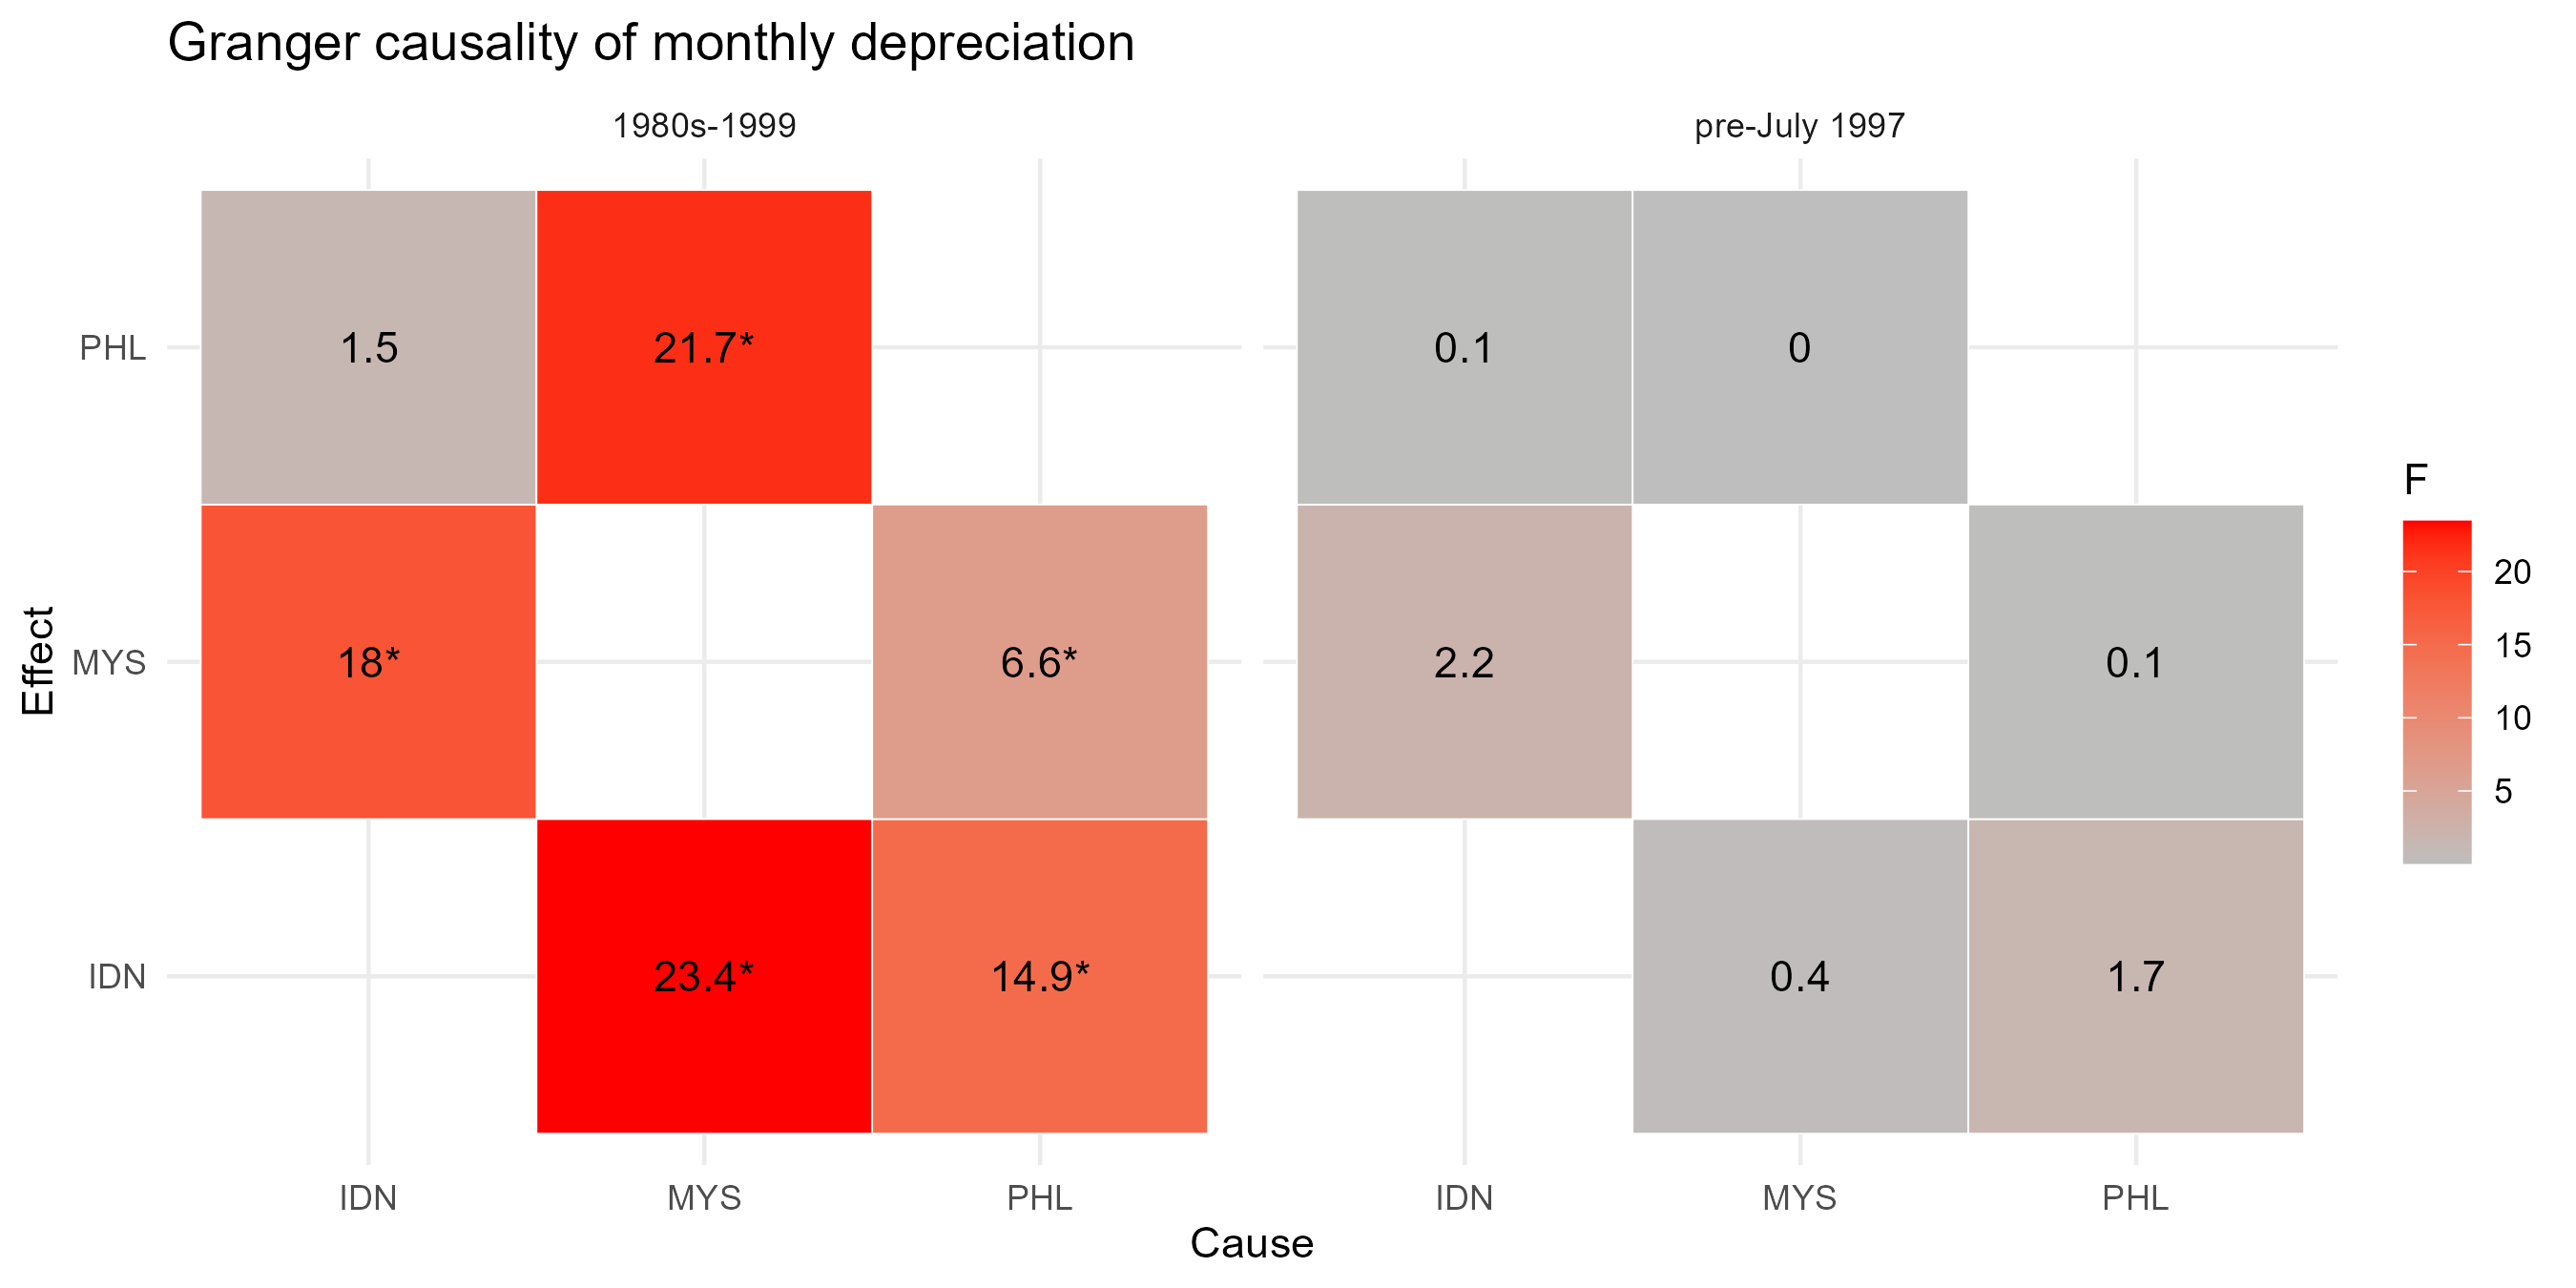 Granger causality of monthly depreciation
1980s-1999
pre-July 1997
PHL
1.5
21.7*
0.1
0
MYS
18*
6.6*
2.2
0.1
IDN
23.4*
14.9*
0.4
1.7
IDN
MYS
PHL
IDN
MYS
PHL
Effect
Cause
F
20
15
10
5